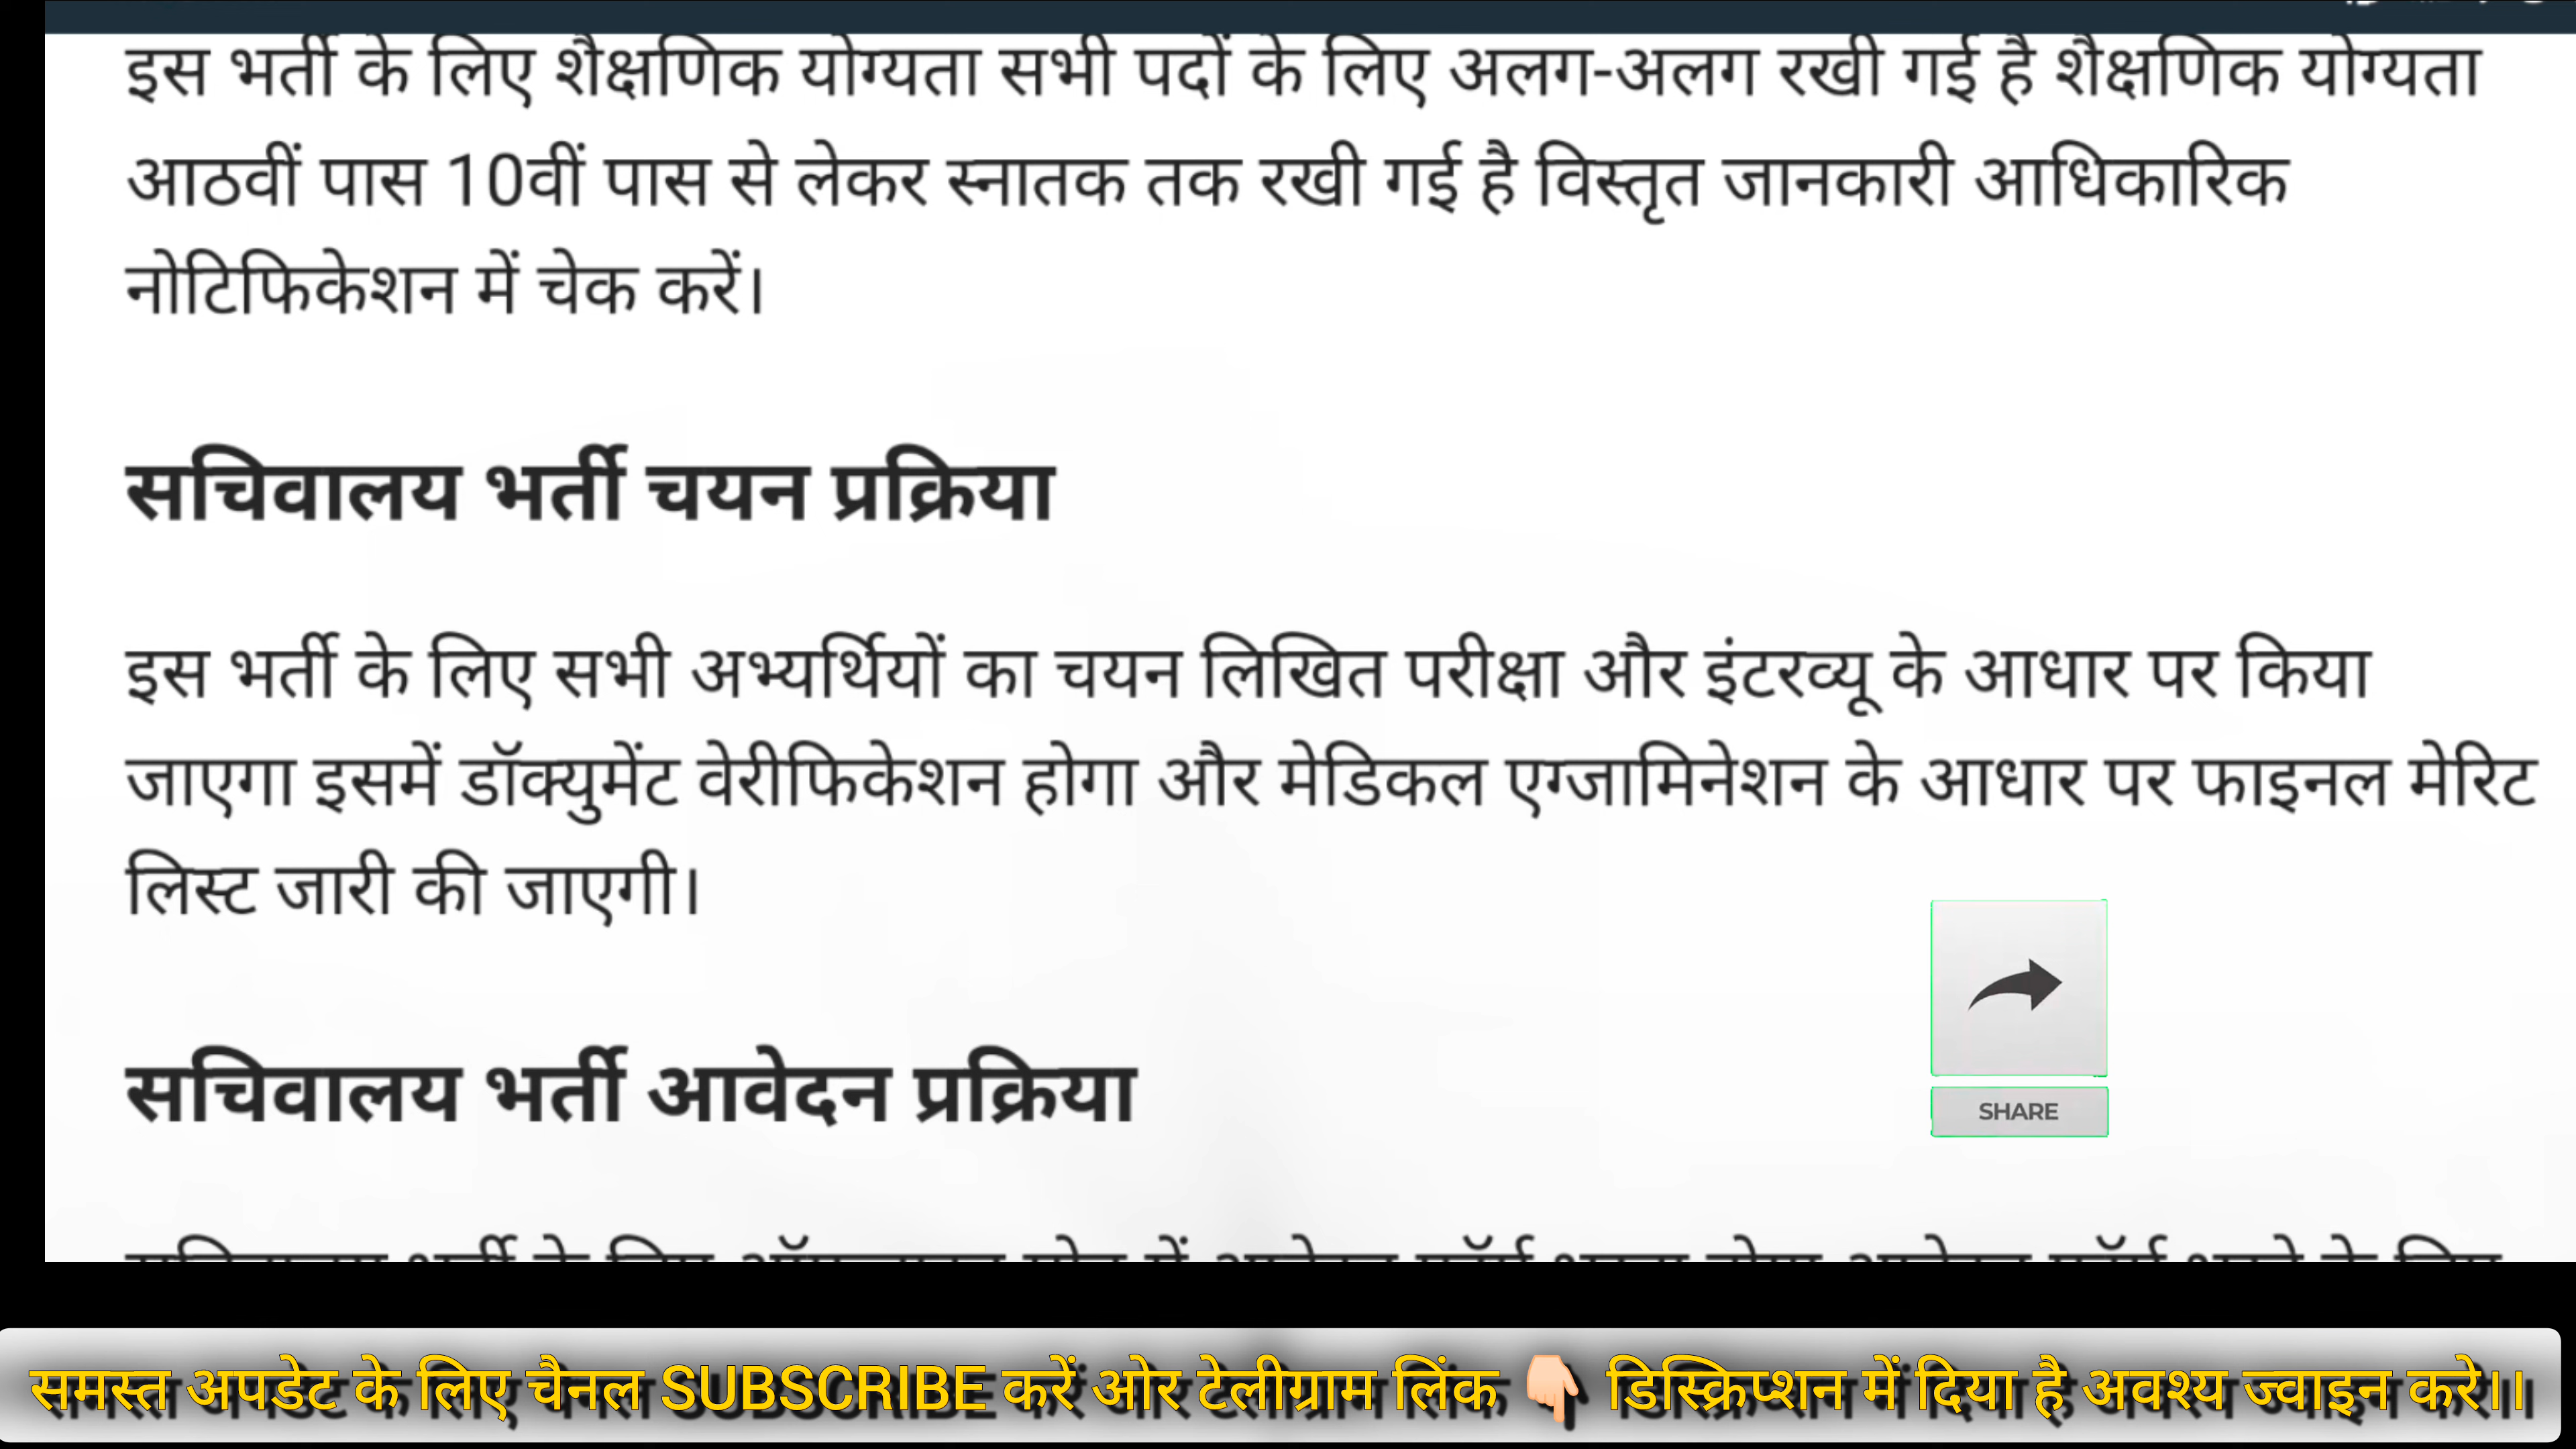 इस भर्ती के लिए शैक्षणिक योग्यता सभी पदों के लिए अलग-अलग रखी गई है शैक्षणिक योग्यता
आठवीं पास 10वीं पास से लेकर स्नातक तक रखी गई है विस्तृत जानकारी आधिकारिक
नोटिफिकेशन में चेक करें।
सचिवालय भर्ती चयन प्रक्रिया
इस भर्ती के लिए सभी अभ्यर्थियों का चयन लिखित परीक्षा और इंटरव्यू के आधार पर किया
जाएगा इसमें डॉक्युमेंट वेरीफिकेशन होगा और मेडिकल एग्जामिनेशन के आधार पर फाइनल मेरिट
लिस्ट जारी की जाएगी।
सचिवालय भर्ती आवेदन प्रक्रिया
SHARE
समस्त अपडेट के लिए चैनल SUBSCRIBE करें ओर टेलीग्राम लिंक 👇🏻 डिस्क्रिप्शन में दिया है अवश्य ज्वाइन करे।।